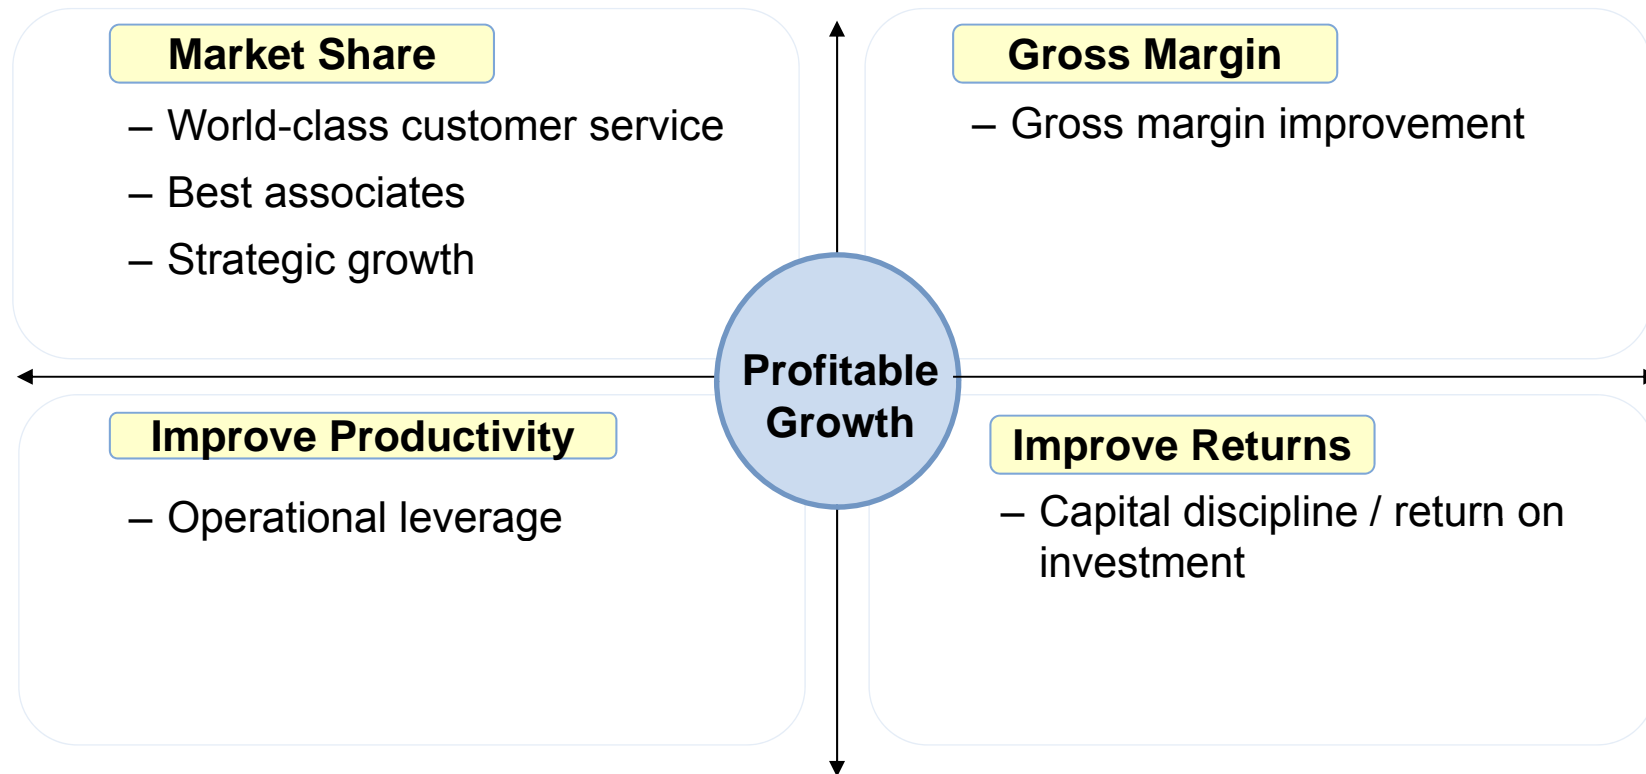 Market Share
– World-class customer service
– Best associates
– Strategic growth
Gross Margin
– Gross margin improvement
Profitable
Growth
Improve Productivity
– Operational leverage
Improve Returns
– Capital discipline / return on
investment